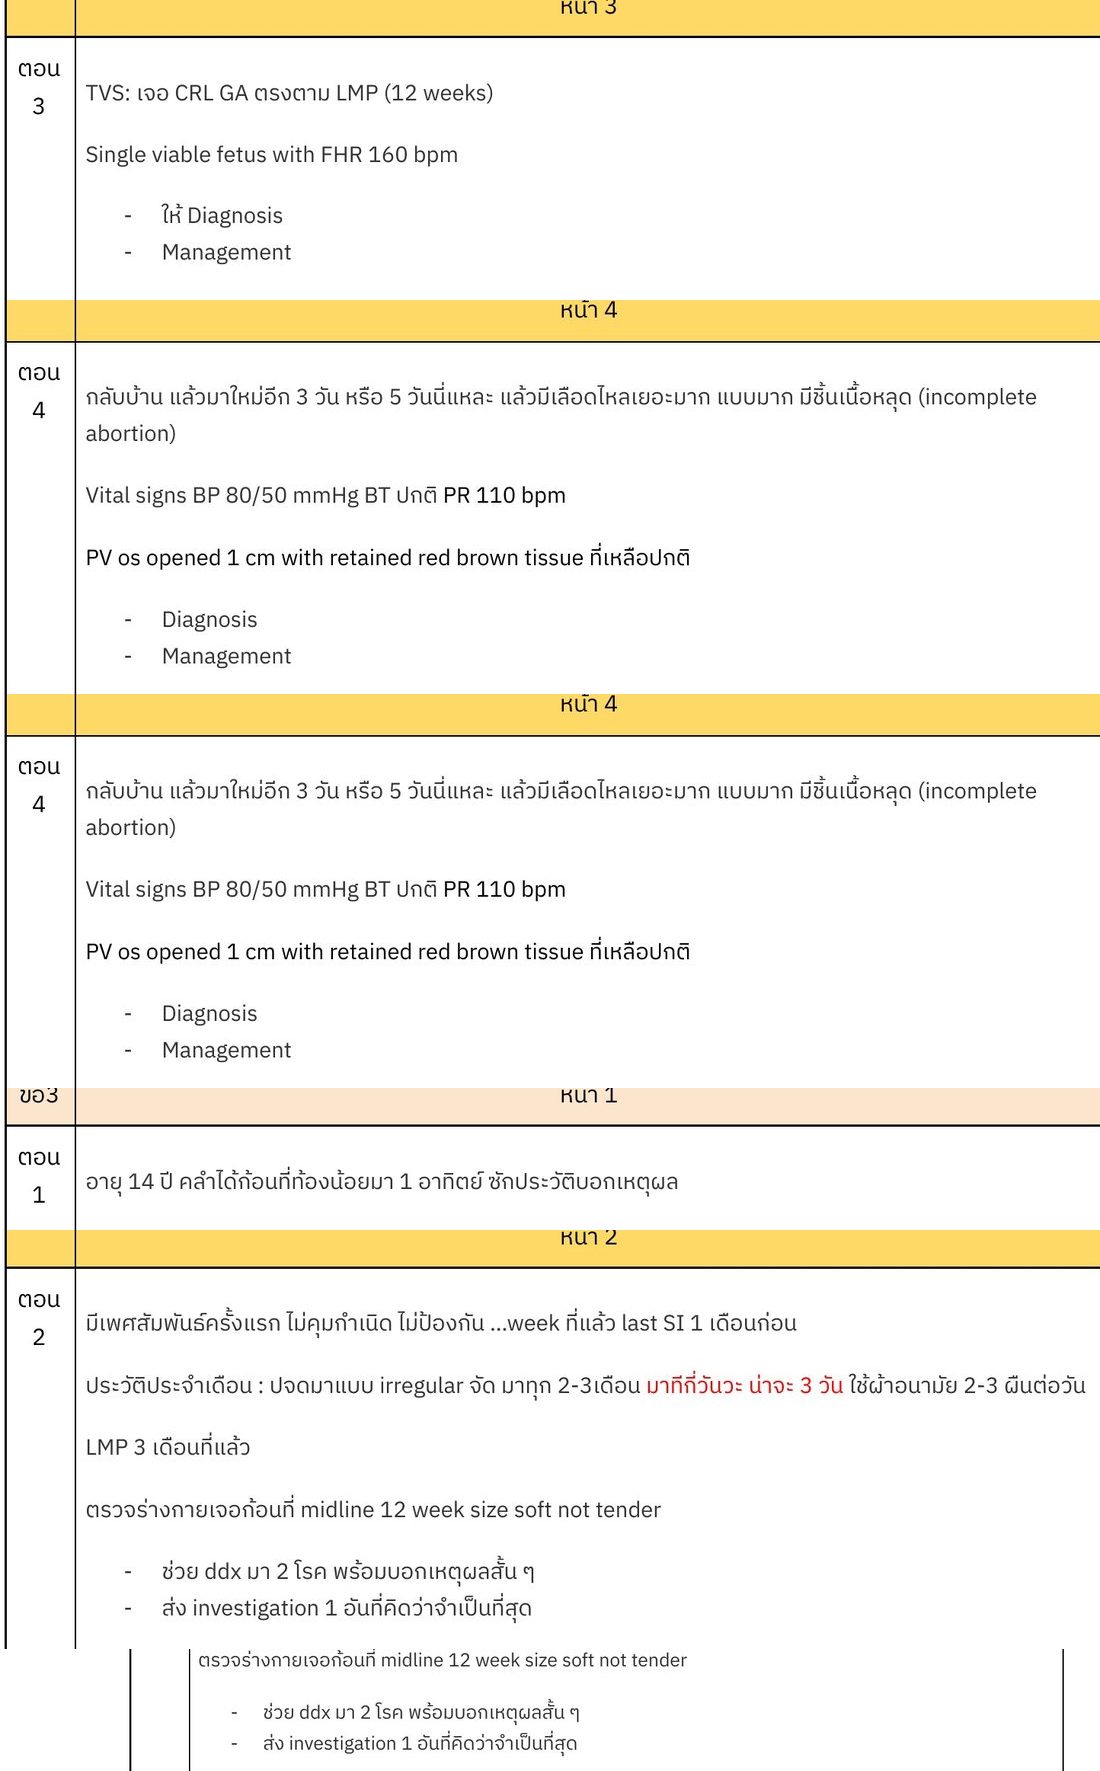 หน้า 3
ตอน
3
TVS: เจอ CRL GA ตรงตาม LMP (12 weeks)
Single viable fetus with FHR 160 bpm
- ให้ Diagnosis
- Management
หน้า 4
ตอน
4
กลับบ้าน แล้วมาใหม่อีก 3 วัน หรือ 5 วันนี่แหละ แล้วมีเลือดไหลเยอะมาก แบบมาก มีชิ้นเนื้อหลุด (incomplete
abortion)
Vital signs BP 80/50 mmHg BT ปกติ PR 110 bpm
PV os opened 1 cm with retained red brown tissue ที่เหลือปกติ
- Diagnosis
- Management
หน้า 4
ตอน
4
กลับบ้าน แล้วมาใหม่อีก 3 วัน หรือ 5 วันนี่แหละ แล้วมีเลือดไหลเยอะมาก แบบมาก มีชิ้นเนื้อหลุด (incomplete
abortion)
Vital signs BP 80/50 mmHg BT ปกติ PR 110 bpm
PV os opened 1 cm with retained red brown tissue ที่เหลือปกติ
- Diagnosis
- Management
ข้อ3 หน้า 1
ตอน
1
อายุ 14 ปี คลำได้ก้อนที่ท้องน้อยมา 1 อาทิตย์ ซักประวัติบอกเหตุผล
หน้า 2
ตอน
2
มีเพศสัมพันธ์ครั้งแรก ไม่คุมกำเนิด ไม่ป้องกัน ...week ที่แล้ว last SI 1 เดือนก่อน
ประวัติประจำเดือน : ปจดมาแบบ irregular จัด มาทุก 2-3เดือน มาทีกี่วันวะ น่าจะ 3 วัน ใช้ผ้าอนามัย 2-3 ผืนต่อวัน
LMP 3 เดือนที่แล้ว
ตรวจร่างกายเจอก้อนที่ midline 12 week size soft not tender
- ช่วย ddx มา 2 โรค พร้อมบอกเหตุผลสั้น ๆ
- ส่ง investigation 1 อันที่คิดว่าจำเป็นที่สุด
ตรวจร่างกายเจอก้อนที่ midline 12 week size soft not tender
- ช่วย ddx มา 2 โรค พร้อมบอกเหตุผลสั้น ๆ
- ส่ง investigation 1 อันที่คิดว่าจำเป็นที่สุด